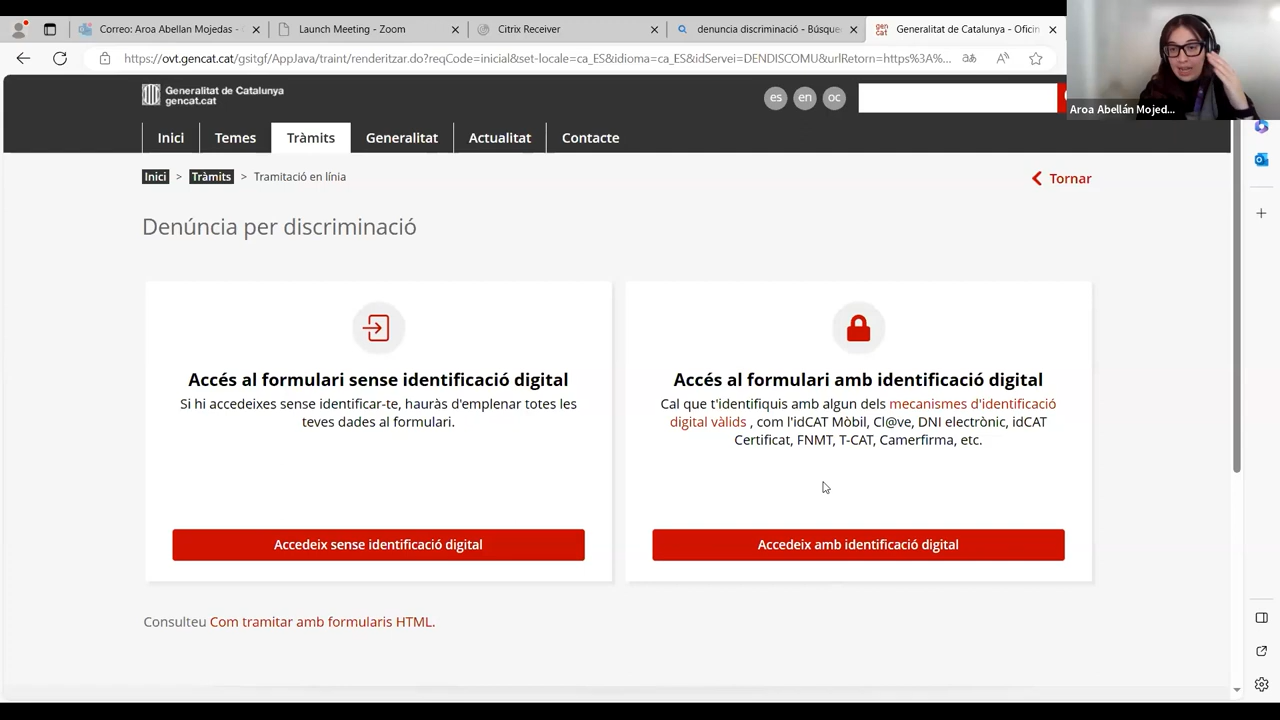 Correo: Aroa Abellan Mojedas -
Launch Meeting - Zoom
Citrix Receiver
denuncia discriminació - Búsque
Generalitat de Catalunya - Oficin
https://ovt.gencat.cat/gsitgf/AppJava/traint/renderitzar.do?reqCode=inicial&set-locale=ca_ES&idioma=ca_ES&idServei=DENDISCOMU&urlRetorn=https%3A%...
Aroa Abellán Mojed...
Generalitat de Catalunya
gencat.cat
es
en
oc
Inici
Temes
Tràmits
Generalitat
Actualitat
Contacte
Inici > Tràmits > Tramitació en línia
Tornar
Denúncia per discriminació
Accés al formulari sense identificació digital
Si hi accedeixes sense identificar-te, hauràs d'emplenar totes les
teves dades al formulari.
Accedeix sense identificació digital
Accés al formulari amb identificació digital
Cal que t'identifiquis amb algun dels mecanismes d'identificació
digital vàlids , com l'idCAT Mòbil, Cl@ve, DNI electrònic, idCAT
Certificat, FNMT, T-CAT, Camerfirma, etc.
Accedeix amb identificació digital
Consulteu Com tramitar amb formularis HTML.